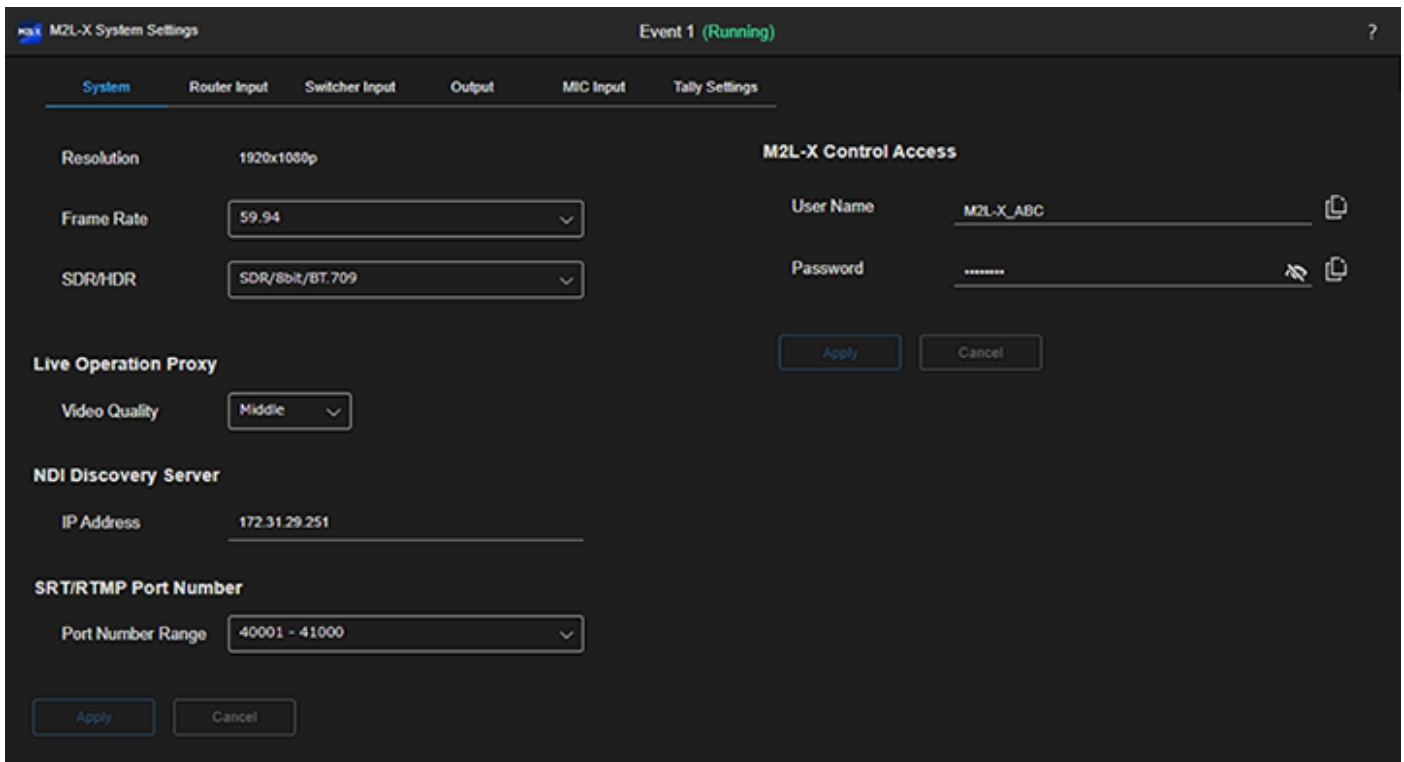 M2L-X M2L-X System Settings
Event 1 (Running)
?
System Router Input Switcher Input Output MIC Input Tally Settings
Resolution 1920x1080p
Frame Rate 59.94
SDR/HDR SDR/8bit/BT.709
Live Operation Proxy
Video Quality Middle
NDI Discovery Server
IP Address 172.31.29.251
SRT/RTMP Port Number
Port Number Range 40001 - 41000
Apply Cancel
M2L-X Control Access
User Name M2L-X_ABC
Password ••••••••
Apply Cancel